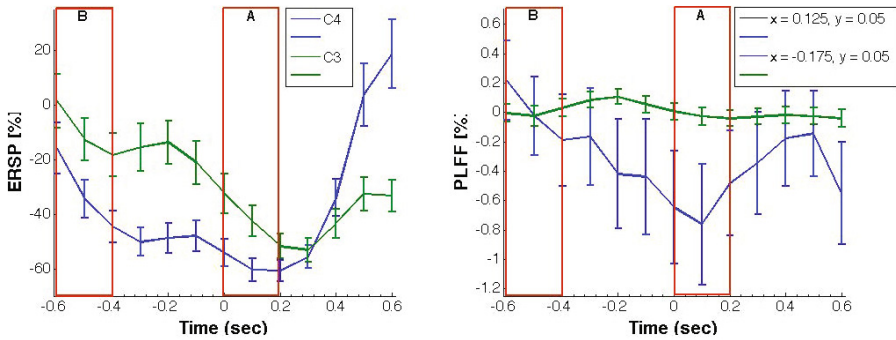 B
A
C4
C3
20
0
-20
-40
-60
ERSP [%]
-0.6
-0.4
-0.2
0
0.2
0.4
0.6
Time (sec)
B
A
x = 0.125, y = 0.05
x = -0.175, y = 0.05
0.6
0.4
0.2
0
-0.2
-0.4
-0.6
-0.8
-1
-1.2
PLFF [%]
-0.6
-0.4
-0.2
0
0.2
0.4
0.6
Time (sec)